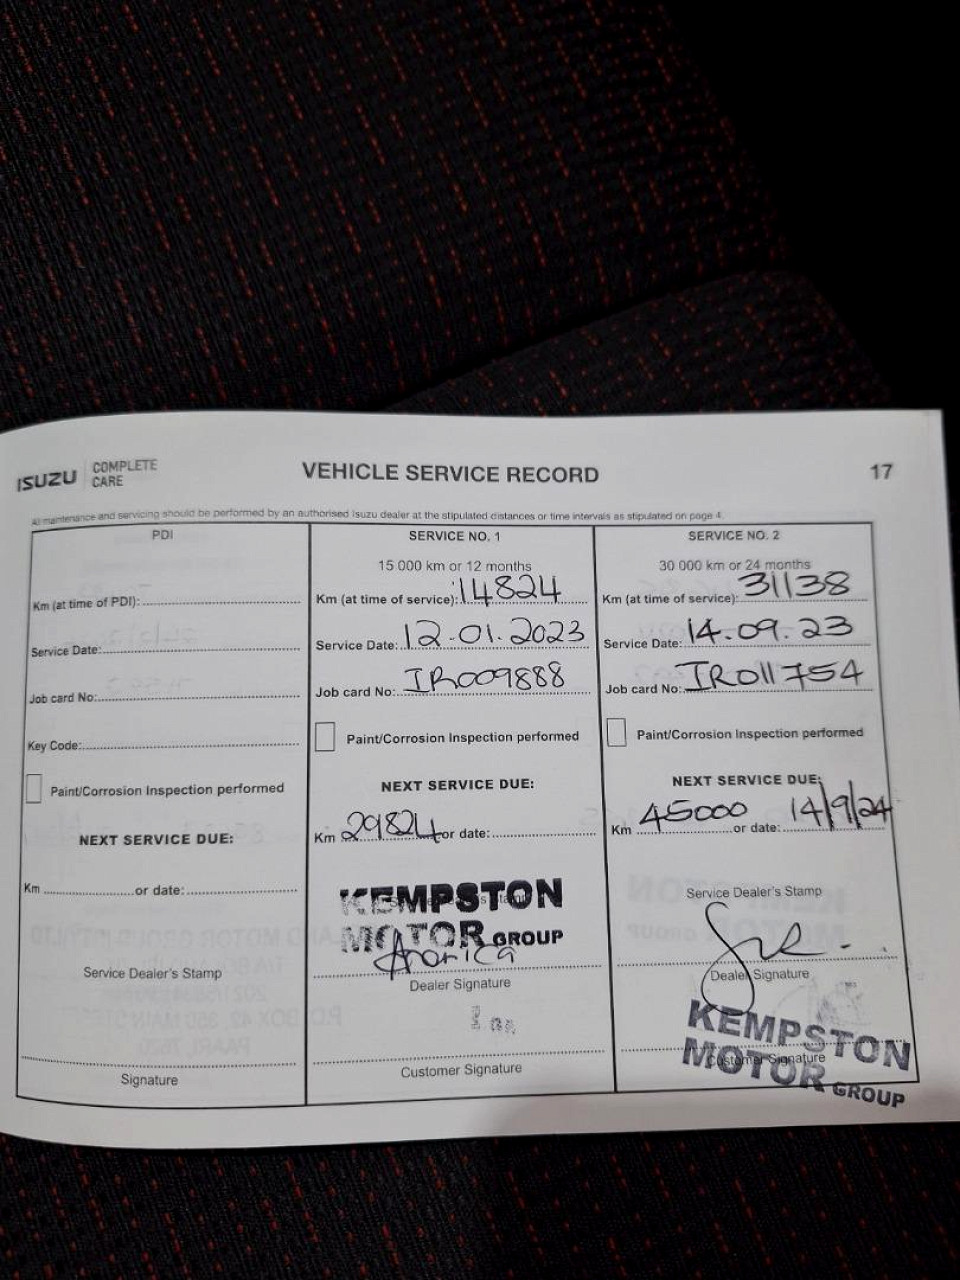 ISUZU COMPLETE CARE
VEHICLE SERVICE RECORD
17
All maintenance and servicing should be performed by an authorised Isuzu dealer at the stipulated distances or time intervals as stipulated on page 4.
PDI
Km (at time of PDI):
Service Date:
Job card No:
Key Code:
Paint/Corrosion Inspection performed
NEXT SERVICE DUE:
Km or date:
Service Dealer's Stamp
Signature
SERVICE NO. 1
15 000 km or 12 months
Km (at time of service): 14824
Service Date: 12.01.2023
Job card No: IR009888
Paint/Corrosion Inspection performed
NEXT SERVICE DUE:
Km 29824 or date:
KEMPSTON
MOTOR GROUP
Dealer Signature
Customer Signature
SERVICE NO. 2
30 000 km or 24 months
Km (at time of service): 31138
Service Date: 14.09.23
Job card No: IR011754
Paint/Corrosion Inspection performed
NEXT SERVICE DUE:
Km 45000 or date: 14/9/24
Service Dealer's Stamp
Dealer Signature
KEMPSTON
Customer Signature
MOTOR GROUP